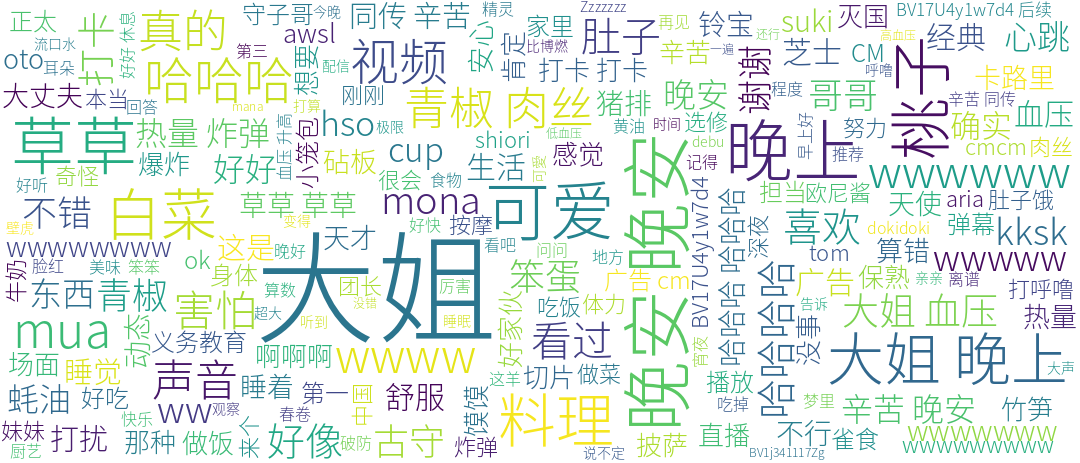 正太
流口水
oto 耳朵
打卡
好好 休息
真的
守子哥 今晚
awsl
第三
想要
同传 辛苦
视频
配信
精灵
家里
比博燃
安心
肯定
Zzzzzz
再见
肚子
打卡 打卡
铃宝
辛苦
一遍
suki
还行
芝士
灭国
高血压
CM
呼噜
BV17U4y1w7d4 后续
经典
心跳
卡路里
哈哈哈
大丈夫 本当
回答
mana
打算
刚刚
青椒 肉丝
猪排
晚安
谢谢
哥哥
程度
桃子
辛苦 同传
确实
血压
草草
热量 炸弹
爆炸
奇怪
好好
血压 升高
小笼包
hso
极限
砧板
cup
shiori
生活
感觉
低血压
黄油
时间
选修
debu
记得
晚上
早上好
努力
推荐
cmcm 肉丝
wwwwww
不错
好听
白菜
草草 草草
很会
食物
mona
可爱
可爱
晚安 晚安
哈哈哈 哈哈哈
深夜
担当
欧尼酱
喜欢
天使
aria
肚子饿
弹幕
dokidoki
kksk
壁虎
wwwwwwww
这是
变得
天才
按摩
好快
看吧
问问
地方
BV17U4y1w7d4
tom
算错
wwwww
牛奶
脸红
美味
笨笨
ok
晚好
大姐
笨蛋
广告 cm
广告
保熟
亲亲
离谱
打呼噜
东西
青椒
身体
算数
团长
厉害
吃饭
体力
没事
热量
mua
害怕
超大
没错
听到
睡眠
好家伙
看过
宵夜
告诉
大姐 血压
大姐 晚上
大声
场面
动态
义务教育
啊啊啊
wwww
切片
做菜
播放
梦里
睡觉
声音
睡着
第一
中国
舒服
这样
馍馍
料理
吃掉
辛苦 晚安
竹笋
蚝油
好吃
ww
观察
春卷
妹妹
打扰
快乐
那种
做饭
来个
好像
破防
古守
炸弹
说不定
披萨
直播
不行
雀食
wwwwwww
厨艺
BV1j341117Zg